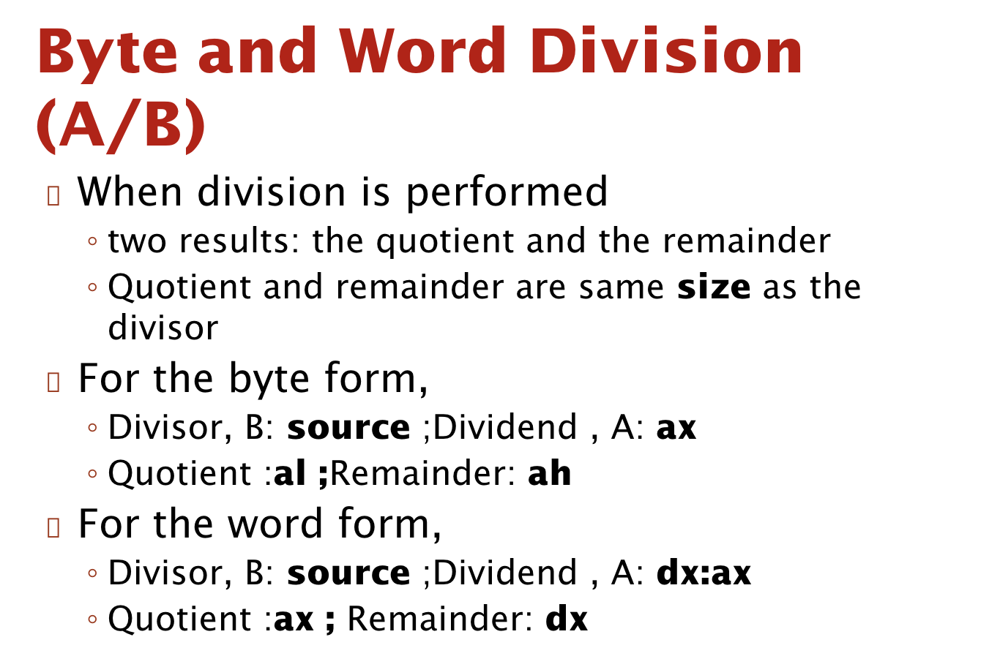 Byte and Word Division
(A/B)
▯ When division is performed
◦ two results: the quotient and the remainder
◦ Quotient and remainder are same size as the
divisor
▯ For the byte form,
◦ Divisor, B: source ;Dividend , A: ax
◦ Quotient :al ;Remainder: ah
▯ For the word form,
◦ Divisor, B: source ;Dividend , A: dx:ax
◦ Quotient :ax ; Remainder: dx